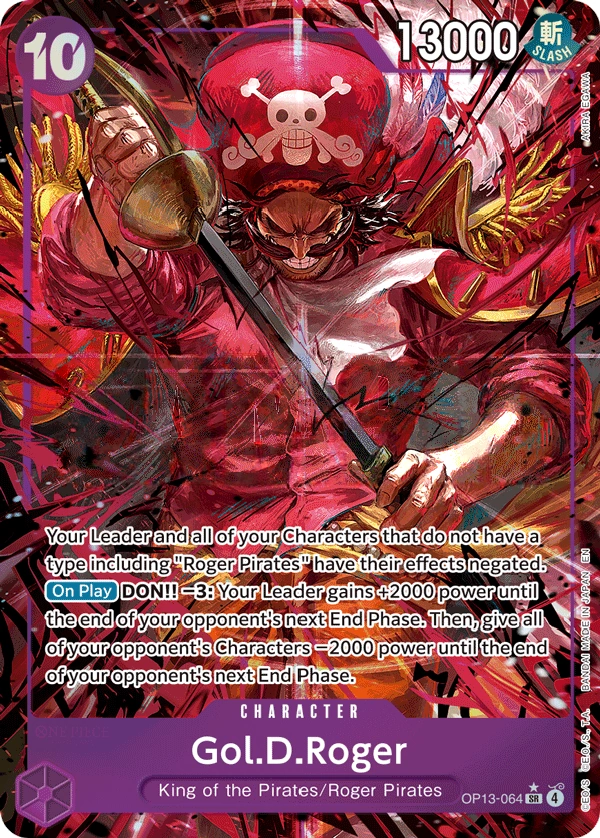 10
13000
斬
SLASH
AKIRA EGAWA
Your Leader and all of your Characters that do not have a
type including "Roger Pirates" have their effects negated.
On Play DON!! −3: Your Leader gains +2000 power until
the end of your opponent's next End Phase. Then, give all
of your opponent's Characters −2000 power until the end
of your opponent's next End Phase.
BANDAI MADE IN JAPAN EN
©E.O./S., T.A.
CHARACTER
Gol.D.Roger
King of the Pirates/Roger Pirates
OP13-064 SR 4